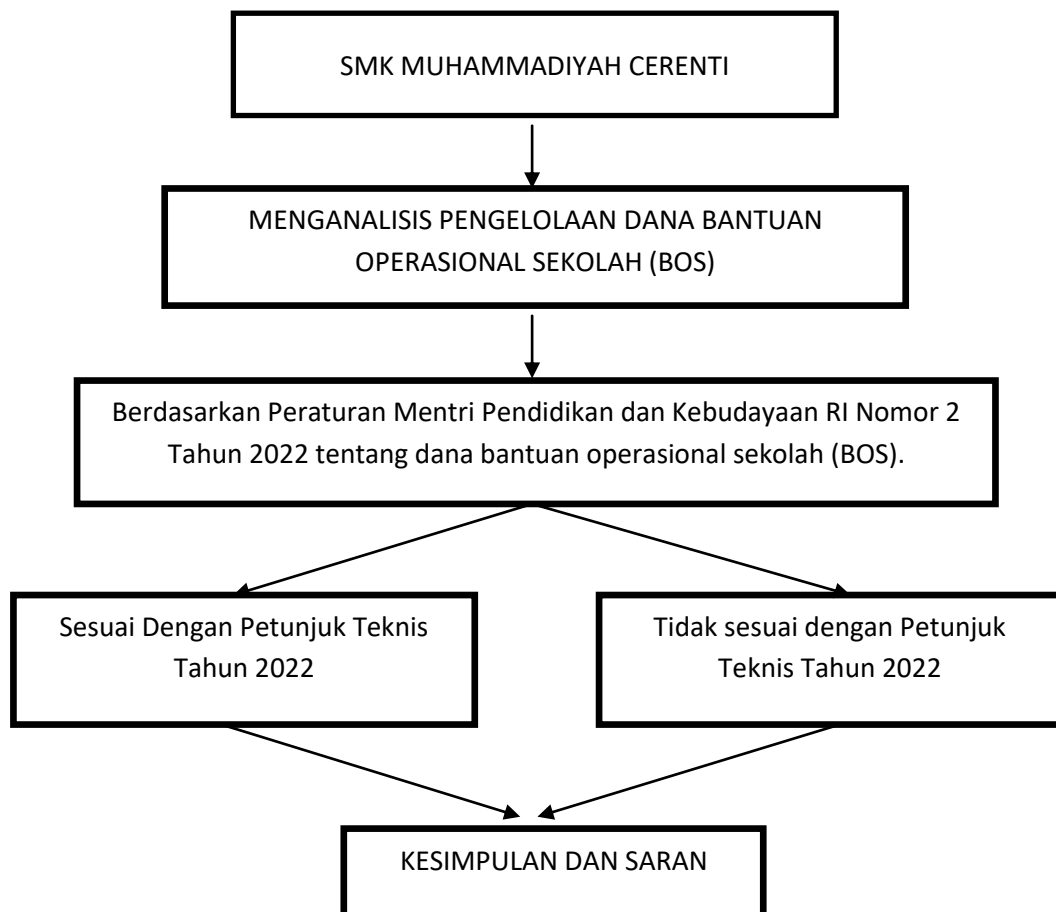 SMK MUHAMMADIYAH CERENTI
MENGANALISIS PENGELOLAAN DANA BANTUAN
OPERASIONAL SEKOLAH (BOS)
Berdasarkan Peraturan Mentri Pendidikan dan Kebudayaan RI Nomor 2
Tahun 2022 tentang dana bantuan operasional sekolah (BOS).
Sesuai Dengan Petunjuk Teknis
Tahun 2022
Tidak sesuai dengan Petunjuk
Teknis Tahun 2022
KESIMPULAN DAN SARAN